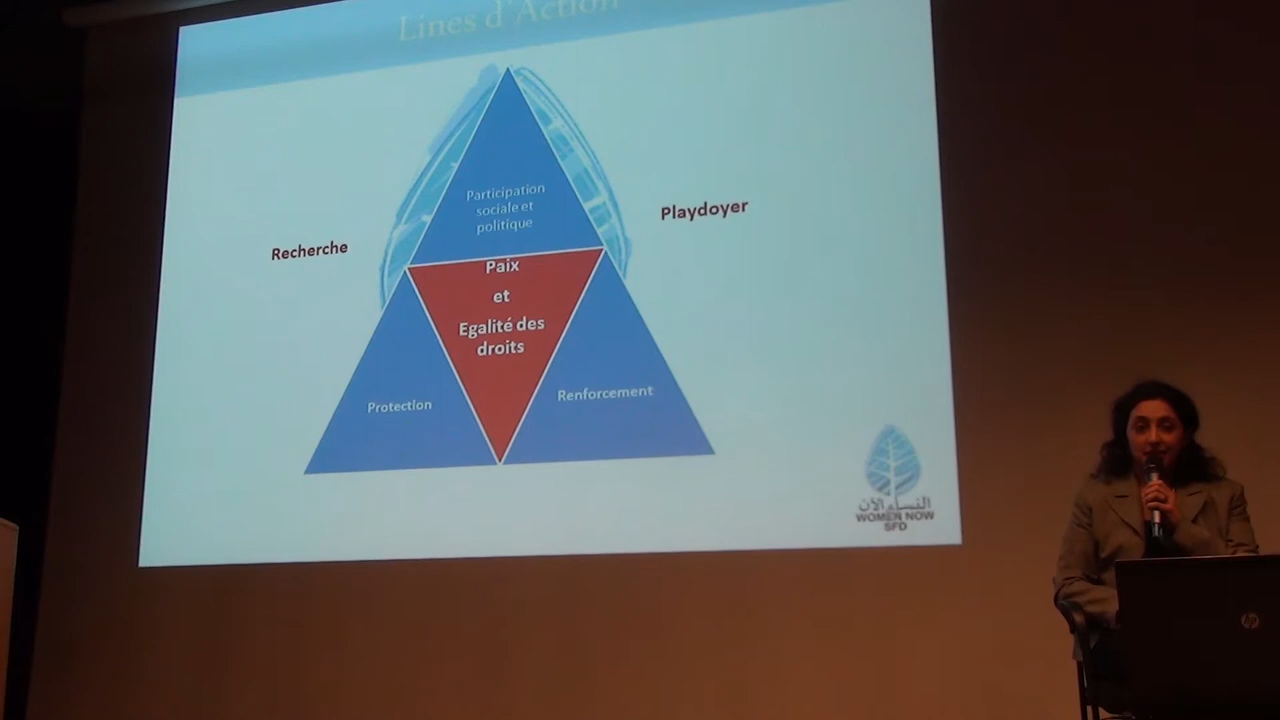 Lines d'Action
Participation
sociale et
politique
Playdoyer
Recherche
Paix
et
Egalité des
droits
Protection
Renforcement
النساء الآن
WOMEN NOW
SFD
hp